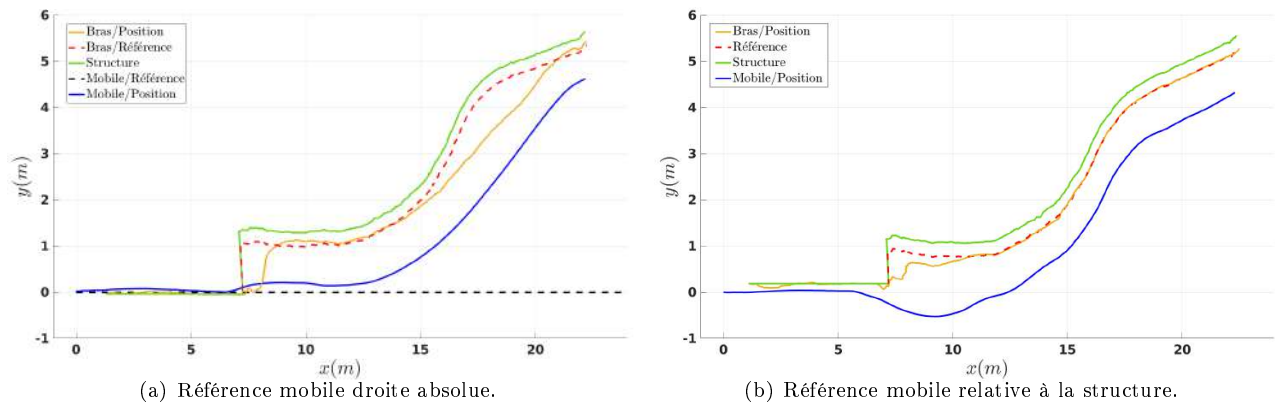 6
5
4
3
2
1
0
-1
y(m)
Bras/Position
Bras/Référence
Structure
Mobile/Référence
Mobile/Position
0 5 10 15 20
x(m)
(a) Référence mobile droite absolue.
6
5
4
3
2
1
0
-1
y(m)
Bras/Position
Référence
Structure
Mobile/Position
0 5 10 15 20
x(m)
(b) Référence mobile relative à la structure.